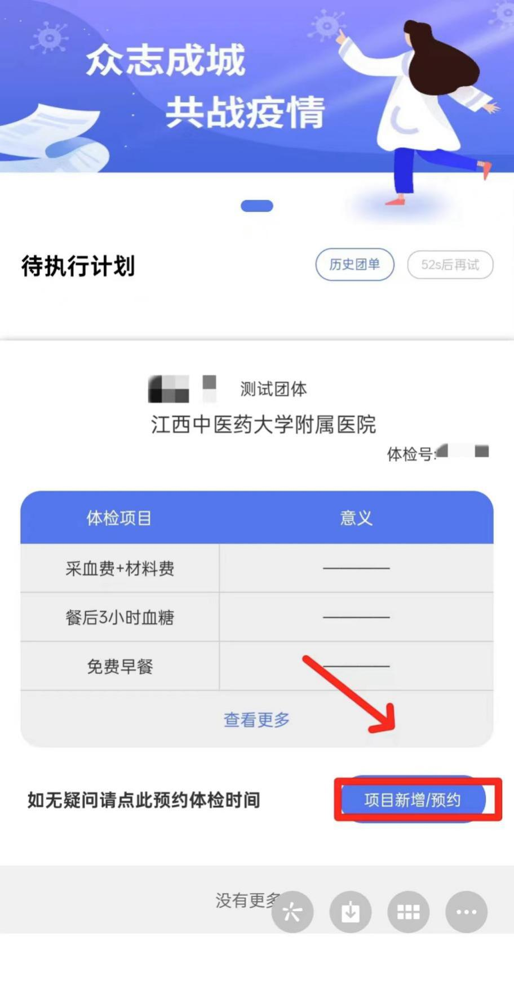 众志成城
共战疫情
待执行计划 历史团单 52s后再试
测试团体
江西中医药大学附属医院
体检号:
体检项目 意义
采血费+材料费 ————
餐后3小时血糖 ————
免费早餐 ————
查看更多
如无疑问请点此预约体检时间 项目新增/预约
没有更多